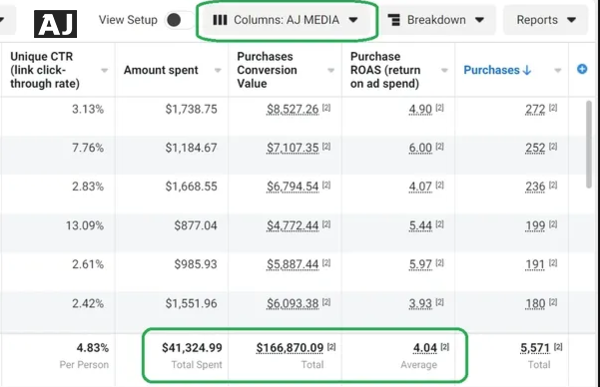 AJ View Setup Columns: AJ MEDIA Breakdown Reports
Unique CTR (link click-through rate) Amount spent Purchases Conversion Value Purchase ROAS (return on ad spend) Purchases ↓
3.13% $1,738.75 $8,527.26 [2] 4.90 [2] 272 [2]
7.76% $1,184.67 $7,107.35 [2] 6.00 [2] 252 [2]
2.83% $1,668.55 $6,794.54 [2] 4.07 [2] 236 [2]
13.09% $877.04 $4,772.44 [2] 5.44 [2] 199 [2]
2.61% $985.93 $5,887.44 [2] 5.97 [2] 191 [2]
2.42% $1,551.96 $6,093.38 [2] 3.93 [2] 180 [2]
4.83% $41,324.99 $166,870.09 [2] 4.04 [2] 5,571 [2]
Per Person Total Spent Total Average Total